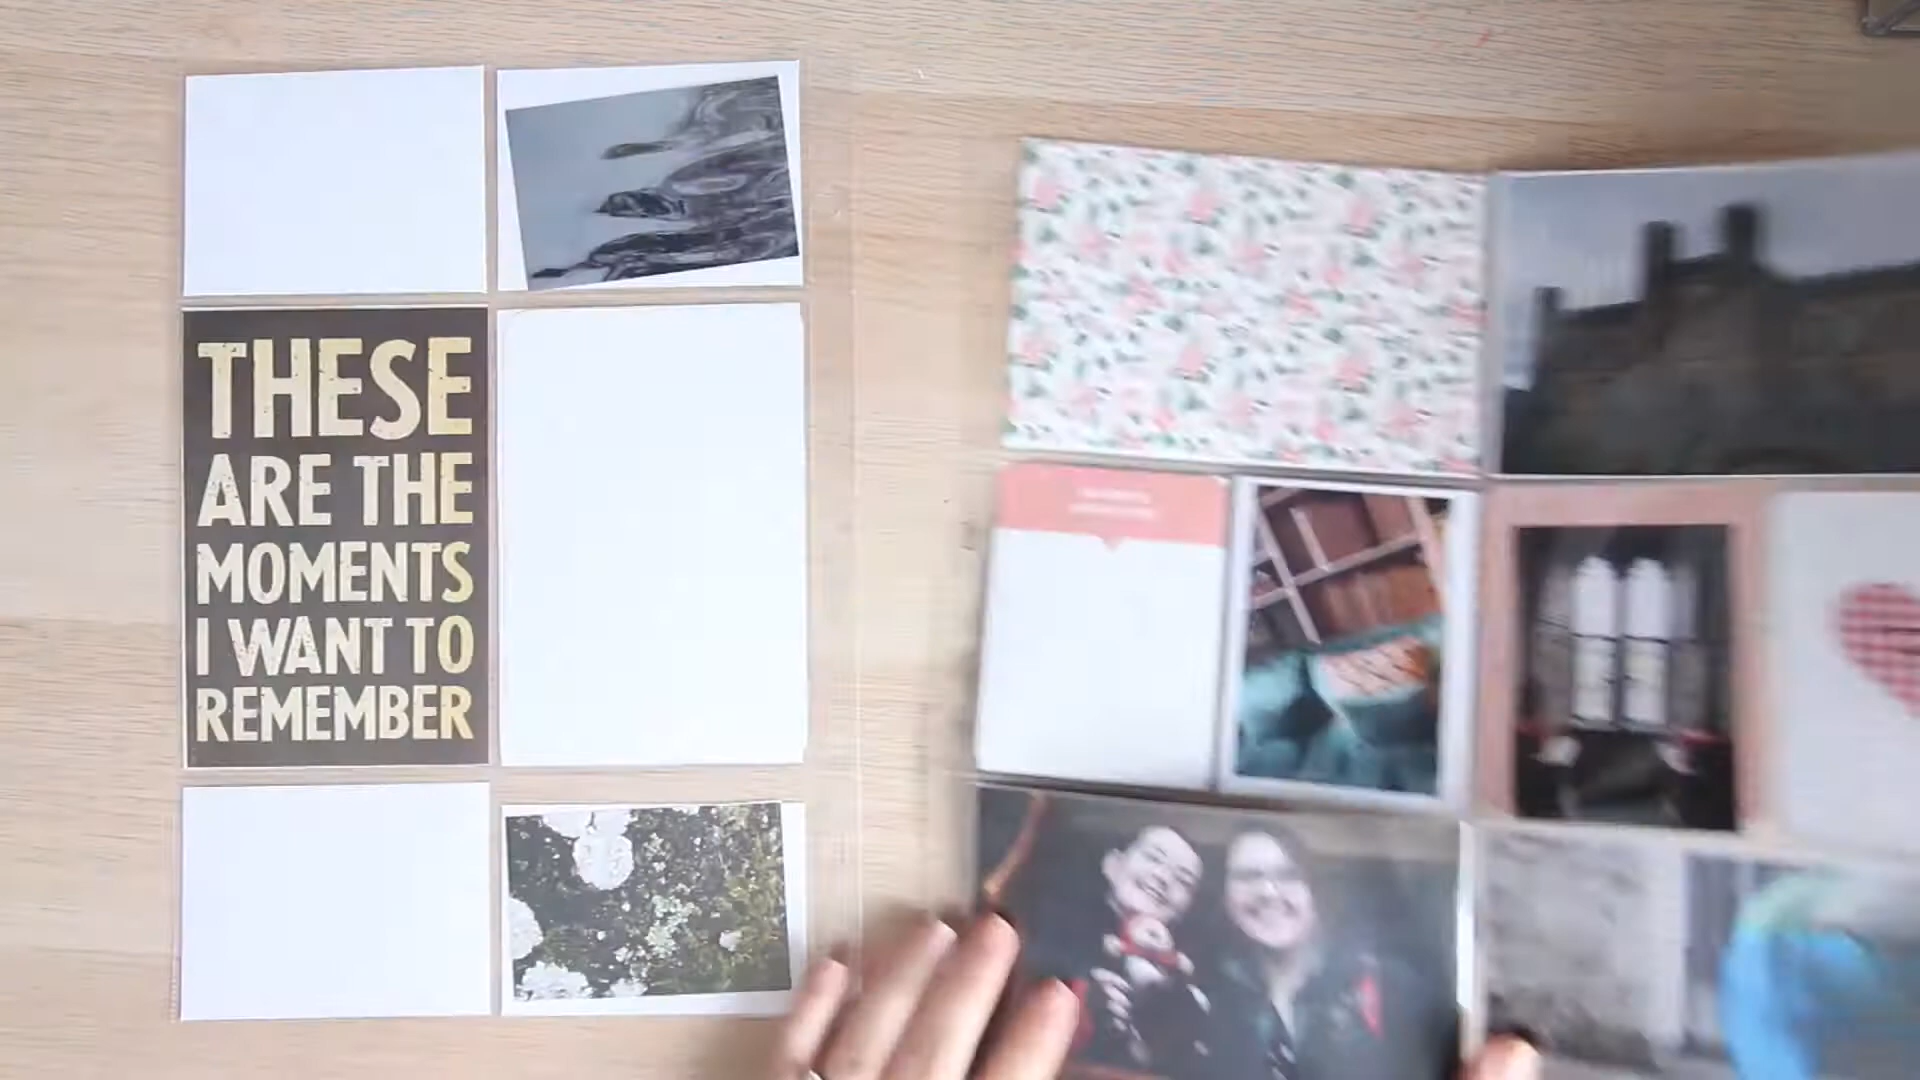 THESE
ARE THE
MOMENTS
I WANT TO
REMEMBER